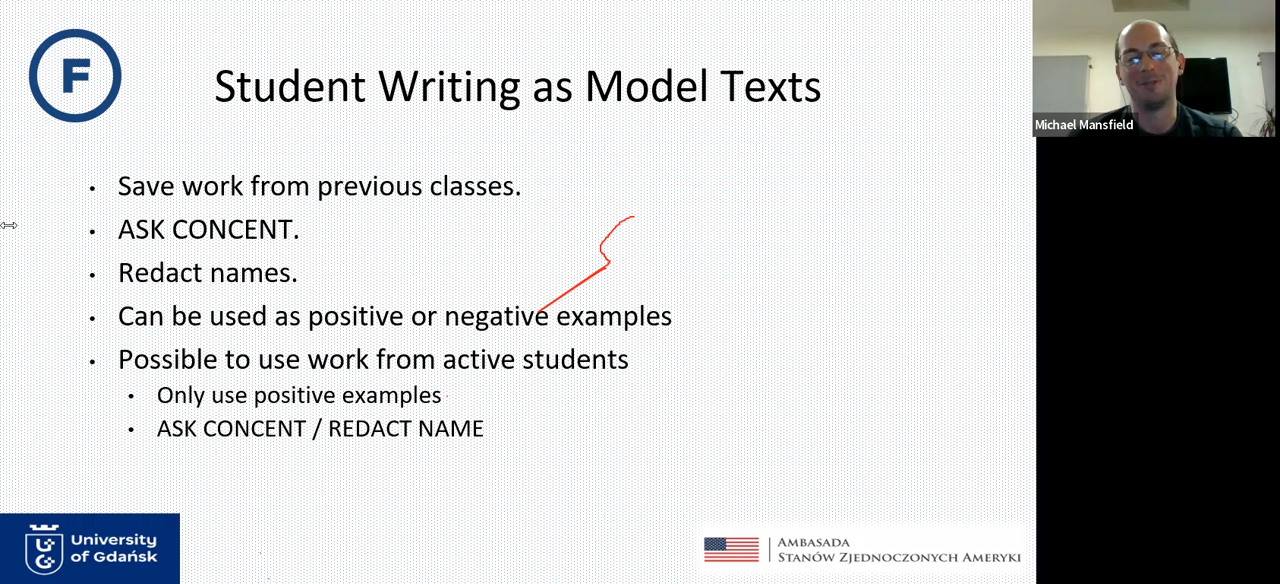 F
Student Writing as Model Texts
Michael Mansfield
• Save work from previous classes.
• ASK CONCENT.
• Redact names.
• Can be used as positive or negative examples
• Possible to use work from active students
• Only use positive examples
• ASK CONCENT / REDACT NAME
University
of Gdańsk
AMBASADA
STANÓW ZJEDNOCZONYCH AMERYKI